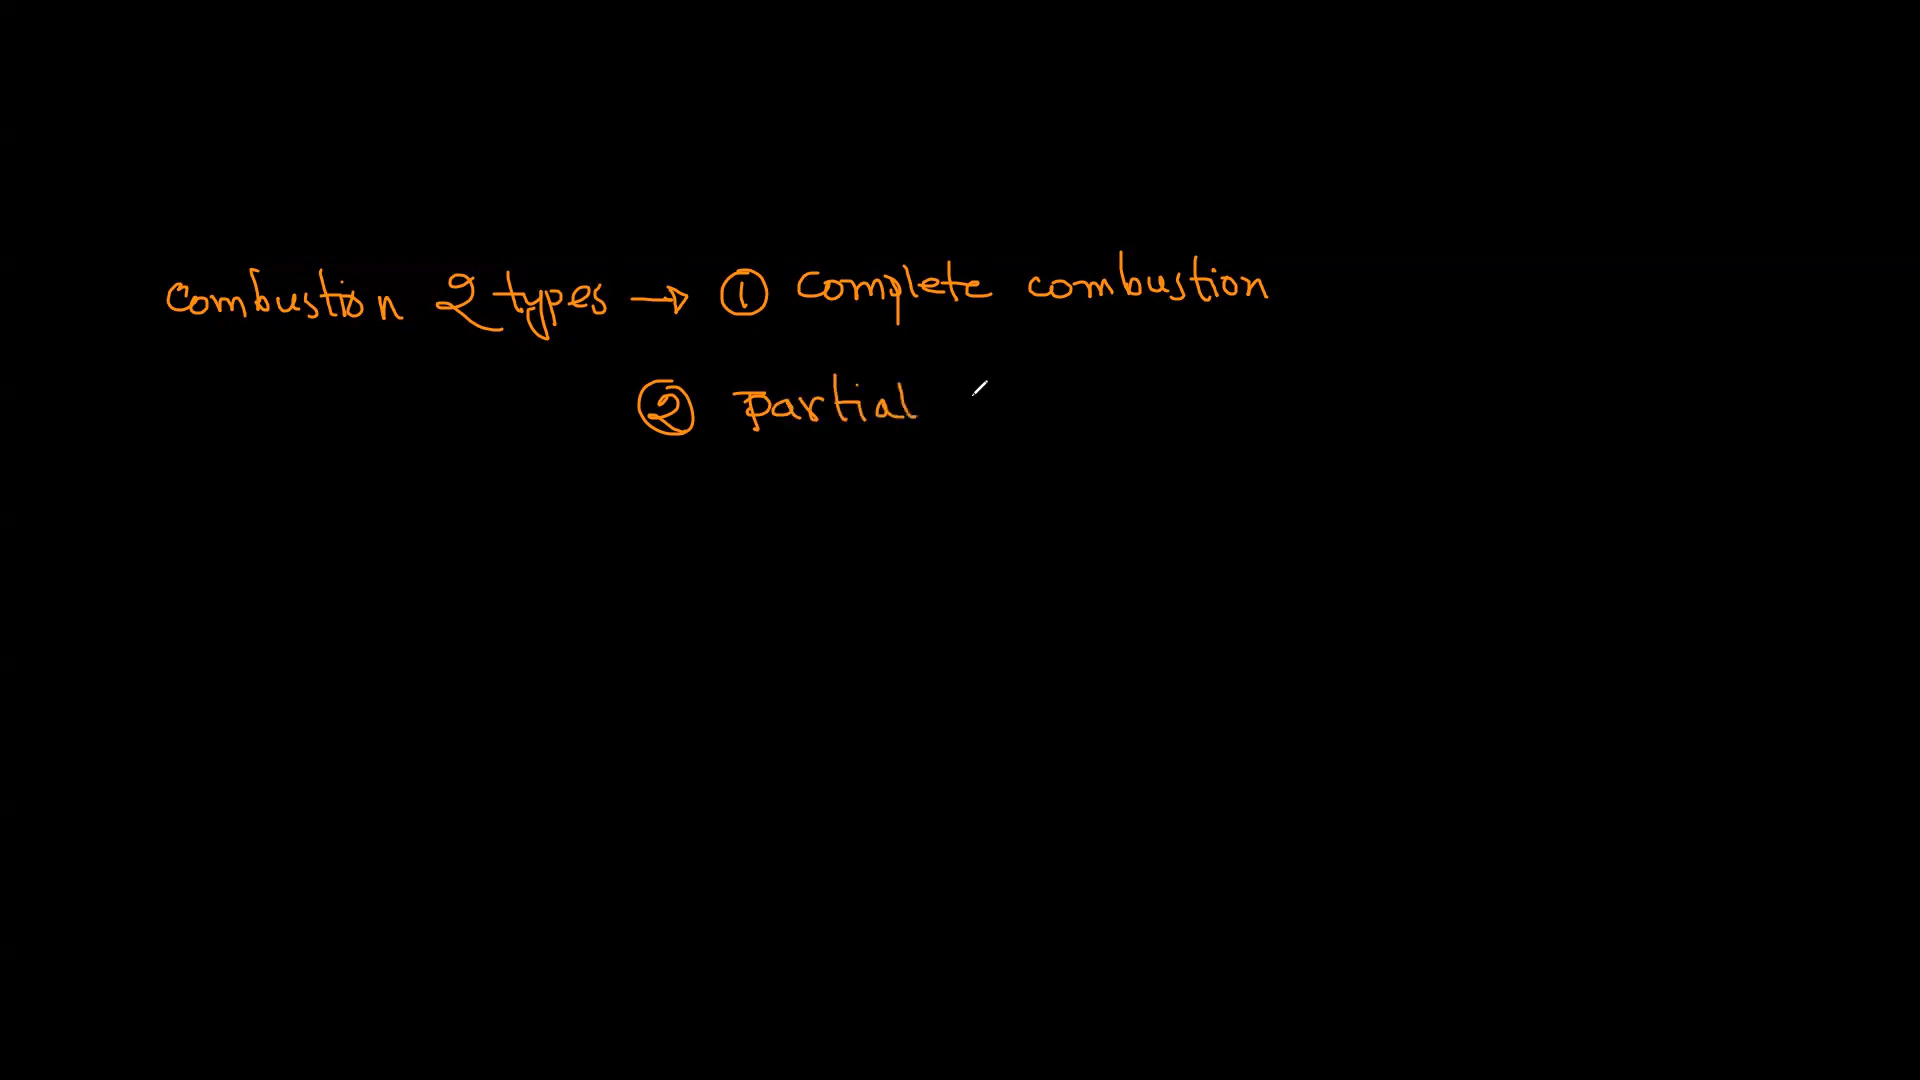 Combustion 2 types → ① Complete combustion
② Partial